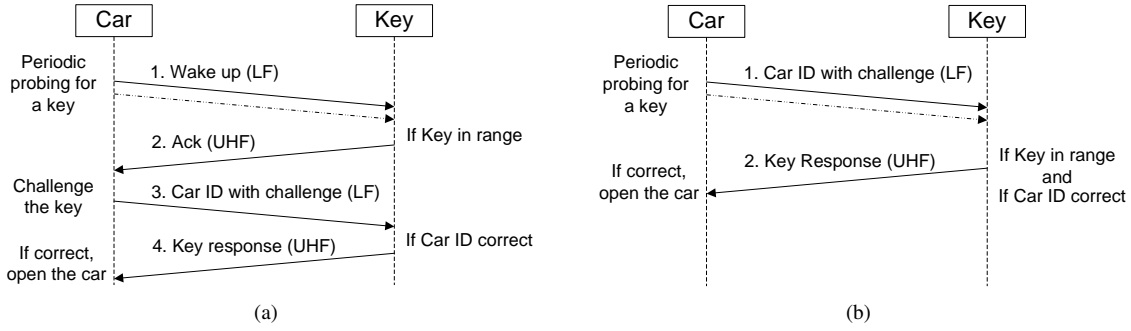 Car
Key
Periodic
probing for
a key
1. Wake up (LF)
If Key in range
2. Ack (UHF)
Challenge
the key
3. Car ID with challenge (LF)
If Car ID correct
4. Key response (UHF)
If correct,
open the car
(a)
Car
Key
Periodic
probing for
a key
1. Car ID with challenge (LF)
2. Key Response (UHF)
If Key in range
and
If Car ID correct
If correct,
open the car
(b)